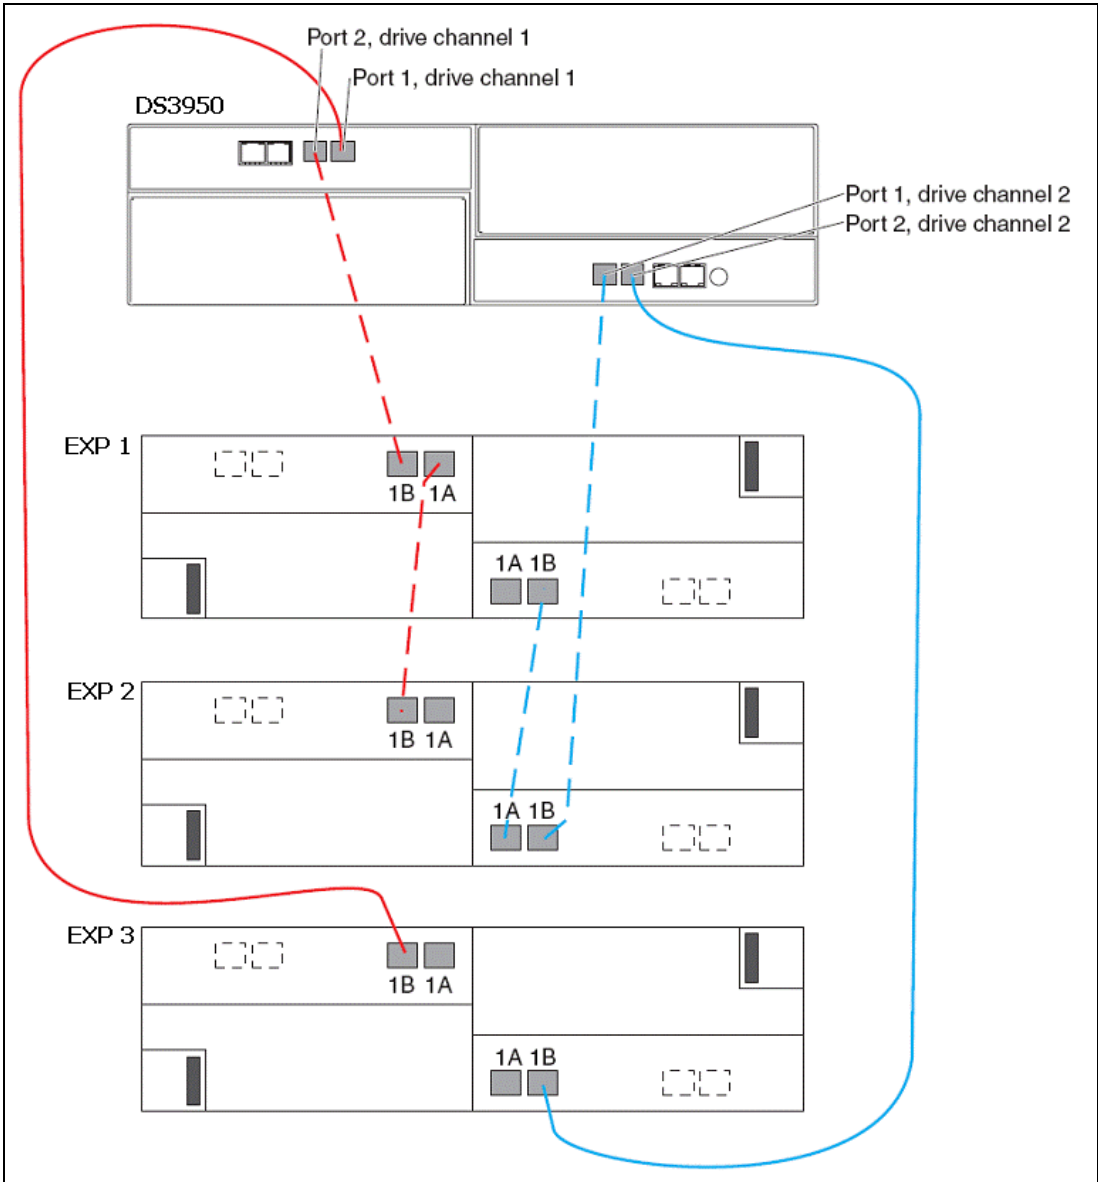 Port 2, drive channel 1
Port 1, drive channel 1
DS3950
Port 1, drive channel 2
Port 2, drive channel 2
EXP 1
1B 1A
1A 1B
EXP 2
1B 1A
1A 1B
EXP 3
1B 1A
1A 1B